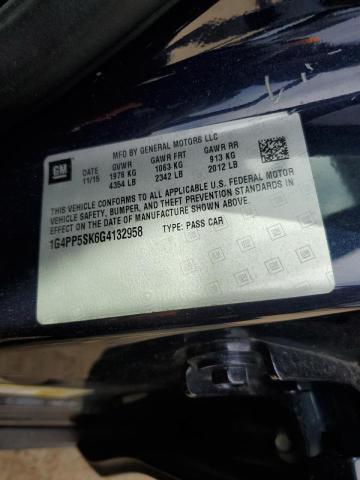 MFD BY GENERAL MOTORS LLC
GM DATE GVWR GAWR FRT GAWR RR
11/15 1976 KG 1063 KG 913 KG
4354 LB 2342 LB 2012 LB
THIS VEHICLE CONFORMS TO ALL APPLICABLE U.S. FEDERAL MOTOR
VEHICLE SAFETY, BUMPER, AND THEFT PREVENTION STANDARDS IN
EFFECT ON THE DATE OF MANUFACTURE SHOWN ABOVE.
1G4PP5SK6G4132958 TYPE: PASS CAR